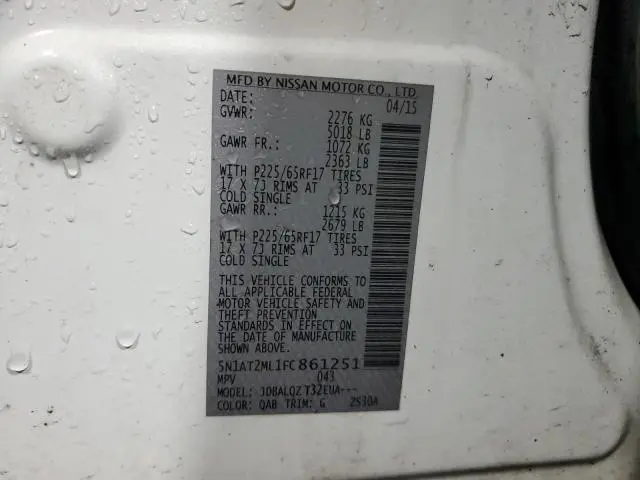 MFD BY NISSAN MOTOR CO., LTD
DATE: 04/15
GVWR: 2276 KG
5018 LB
GAWR FR.: 1072 KG
2363 LB
WITH P225/65RF17 TIRES
17 X 7J RIMS AT 33 PSI
COLD SINGLE
GAWR RR.: 1215 KG
2679 LB
WITH P225/65RF17 TIRES
17 X 7J RIMS AT 33 PSI
COLD SINGLE
THIS VEHICLE CONFORMS TO
ALL APPLICABLE FEDERAL
MOTOR VEHICLE SAFETY AND
THEFT PREVENTION
STANDARDS IN EFFECT ON
DATE OF MANUFACTURE
SHOWN ABOVE.
5N1AT2ML1FC861251
MPV 043
MODEL: JDBALQZ T32EUA---
COLOR: QAB TRIM: G 2S30A